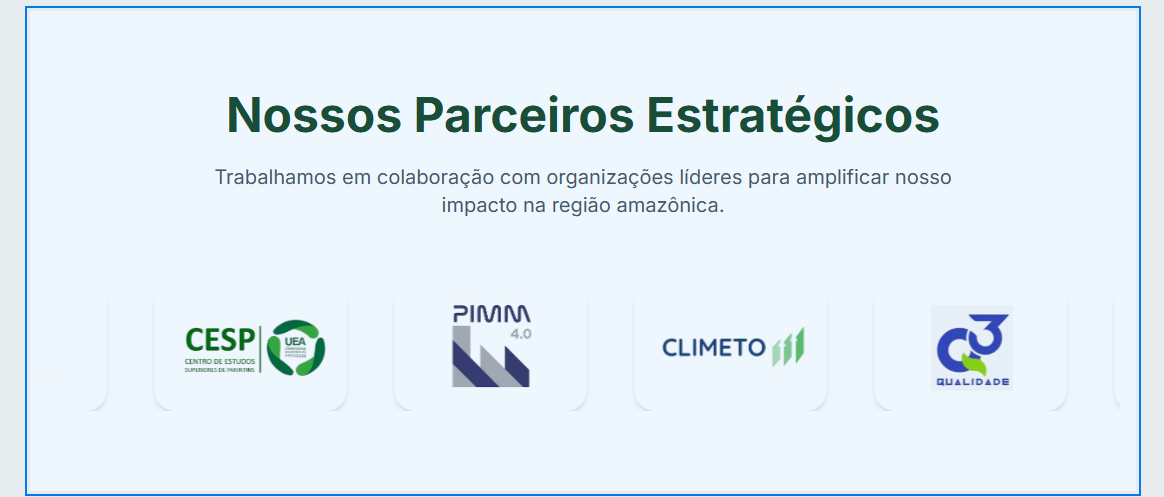 Nossos Parceiros Estratégicos
Trabalhamos em colaboração com organizações líderes para amplificar nosso
impacto na região amazônica.
CESP
CENTRO DE ESTUDOS
SUPERIORES DE PARINTINS
UEA
PIMM
4.0
CLIMETO
Q3
QUALIDADE